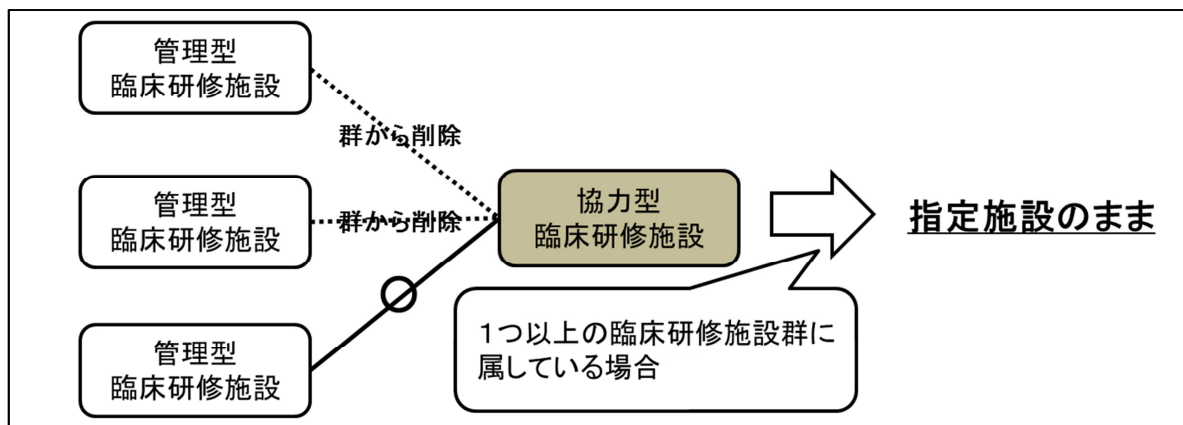 管理型
臨床研修施設
群から削除
管理型
臨床研修施設
群から削除
管理型
臨床研修施設
協力型
臨床研修施設
指定施設のまま
1つ以上の臨床研修施設群に
属している場合